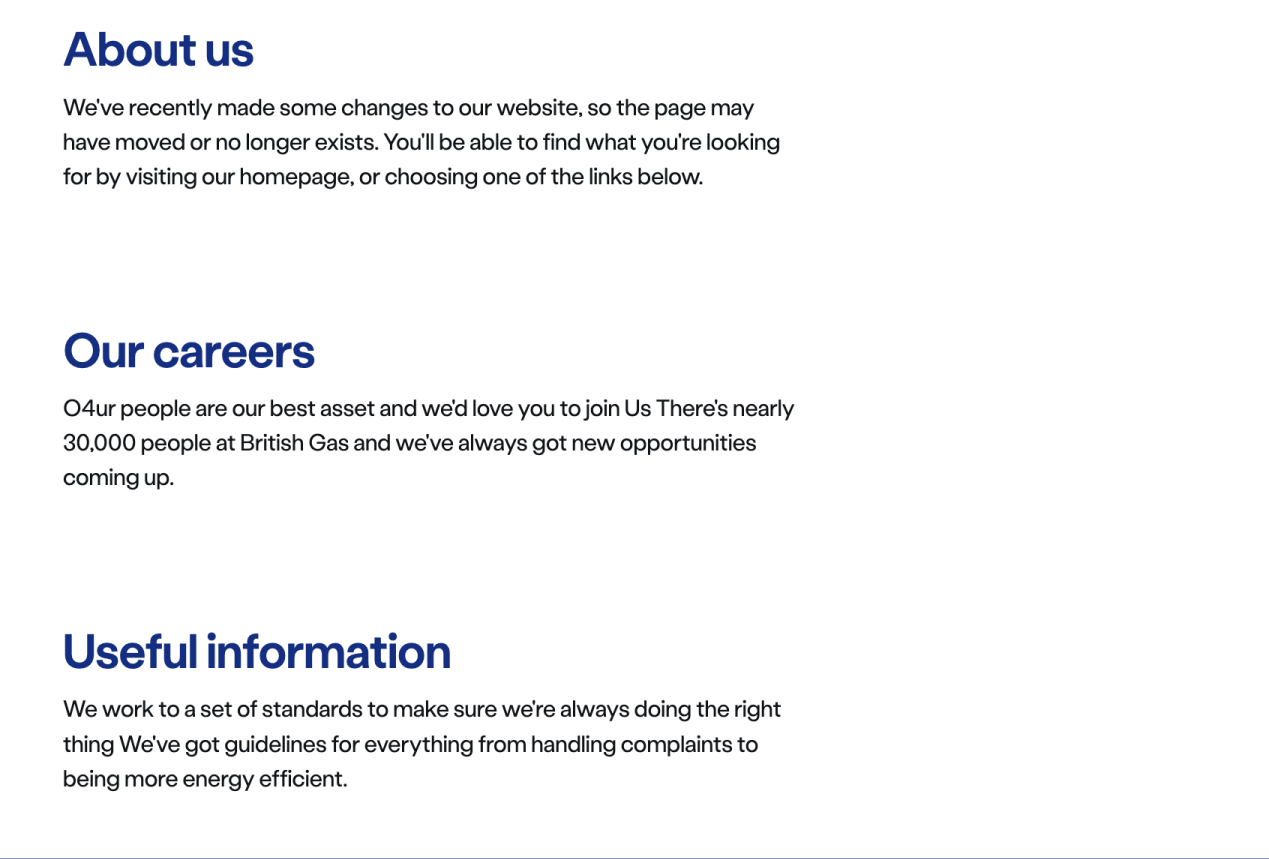 About us
We've recently made some changes to our website, so the page may
have moved or no longer exists. You'll be able to find what you're looking
for by visiting our homepage, or choosing one of the links below.
Our careers
O4ur people are our best asset and we'd love you to join Us There's nearly
30,000 people at British Gas and we've always got new opportunities
coming up.
Useful information
We work to a set of standards to make sure we're always doing the right
thing We've got guidelines for everything from handling complaints to
being more energy efficient.